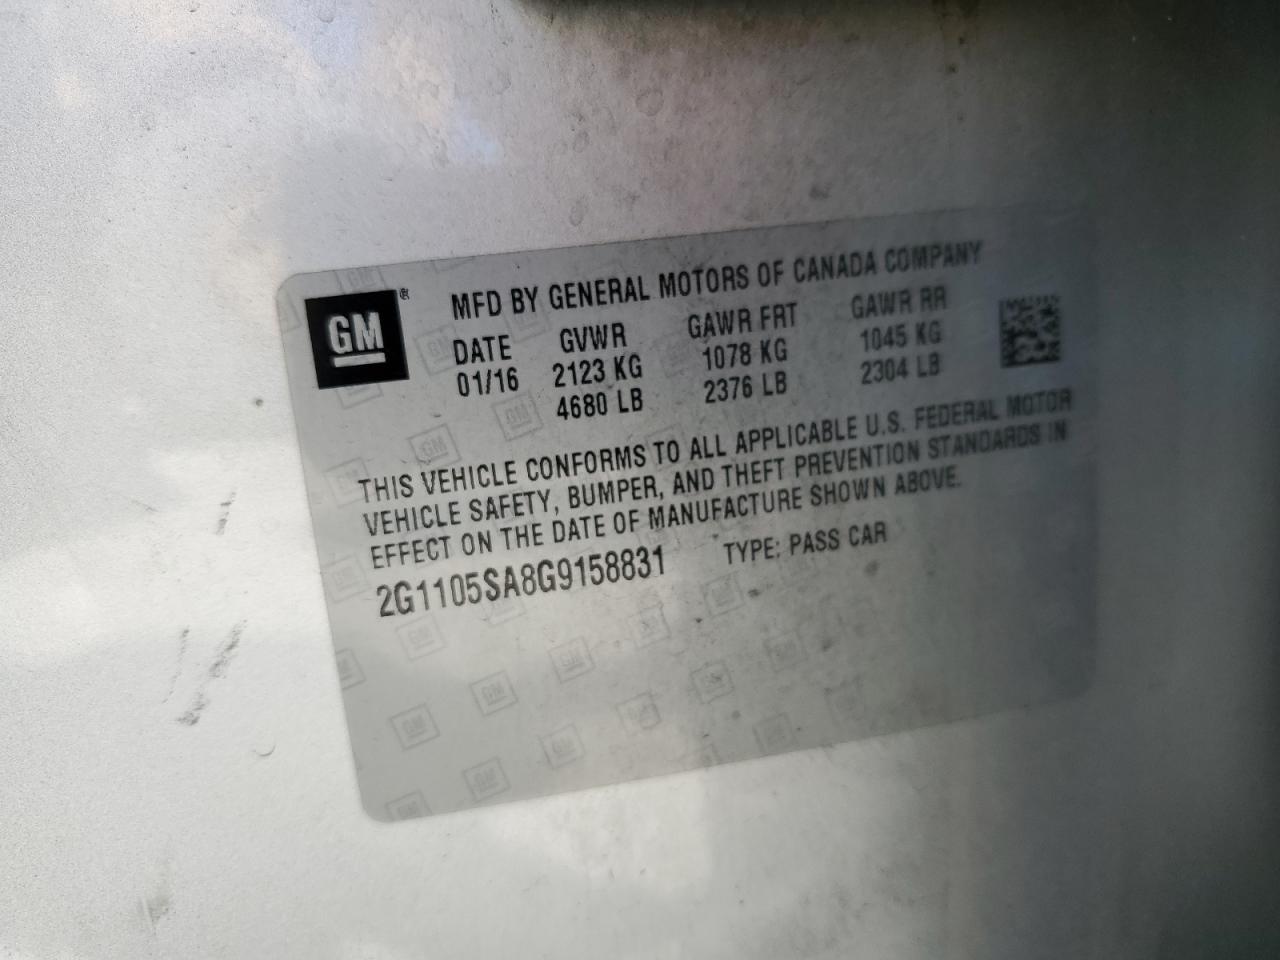 GM ®
MFD BY GENERAL MOTORS OF CANADA COMPANY
DATE GVWR GAWR FRT GAWR RR
01/16 2123 KG 1078 KG 1045 KG
4680 LB 2376 LB 2304 LB
THIS VEHICLE CONFORMS TO ALL APPLICABLE U.S. FEDERAL MOTOR
VEHICLE SAFETY, BUMPER, AND THEFT PREVENTION STANDARDS IN
EFFECT ON THE DATE OF MANUFACTURE SHOWN ABOVE.
2G1105SA8G9158831 TYPE: PASS CAR